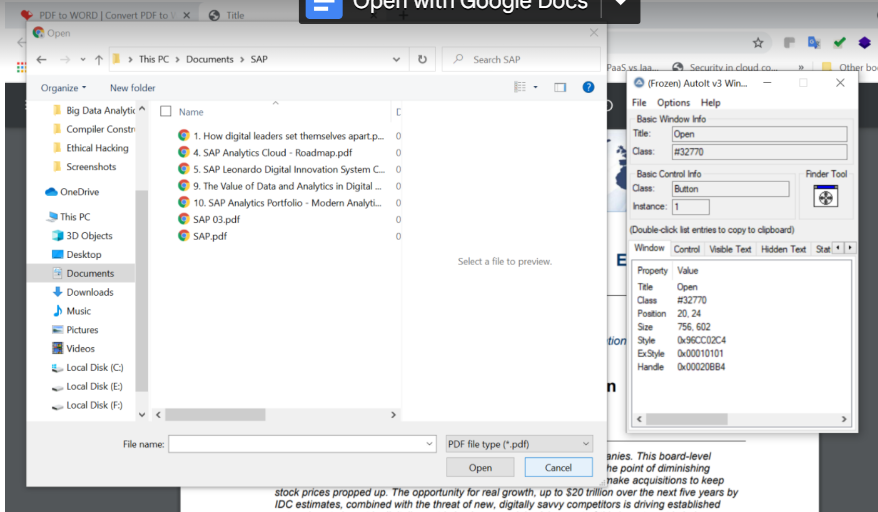 Open with Google Docs
PDF to WORD | Convert PDF to W
Title
Open
This PC > Documents > SAP
Search SAP
Organize
New folder
Big Data Analytic
Compiler Constr
Ethical Hacking
Screenshots
OneDrive
This PC
3D Objects
Desktop
Documents
Downloads
Music
Pictures
Videos
Local Disk (C:)
Local Disk (E:)
Local Disk (F:)
Name
1. How digital leaders set themselves apart.p...
4. SAP Analytics Cloud - Roadmap.pdf
5. SAP Leonardo Digital Innovation System C...
9. The Value of Data and Analytics in Digital ...
10. SAP Analytics Portfolio - Modern Analyti...
SAP 03.pdf
SAP.pdf
Select a file to preview.
File name:
PDF file type (*.pdf)
Open
Cancel
PaaS vs Iaa...
Security in cloud co...
»
Other boo
(Frozen) AutoIt v3 Win...
File Options Help
Basic Window Info
Title: Open
Class: #32770
Basic Control Info
Finder Tool
Class: Button
Instance: 1
(Double-click list entries to copy to clipboard)
Window Control Visible Text Hidden Text Stat
Property Value
Title Open
Class #32770
Position 20, 24
Size 756, 602
Style 0x96CC02C4
ExStyle 0x00010101
Handle 0x00020BB4
E
tion
n
anies. This board-level
he point of diminishing
make acquisitions to keep
stock prices propped up. The opportunity for real growth, up to $20 trillion over the next five years by
IDC estimates, combined with the threat of new, digitally savvy competitors is driving established